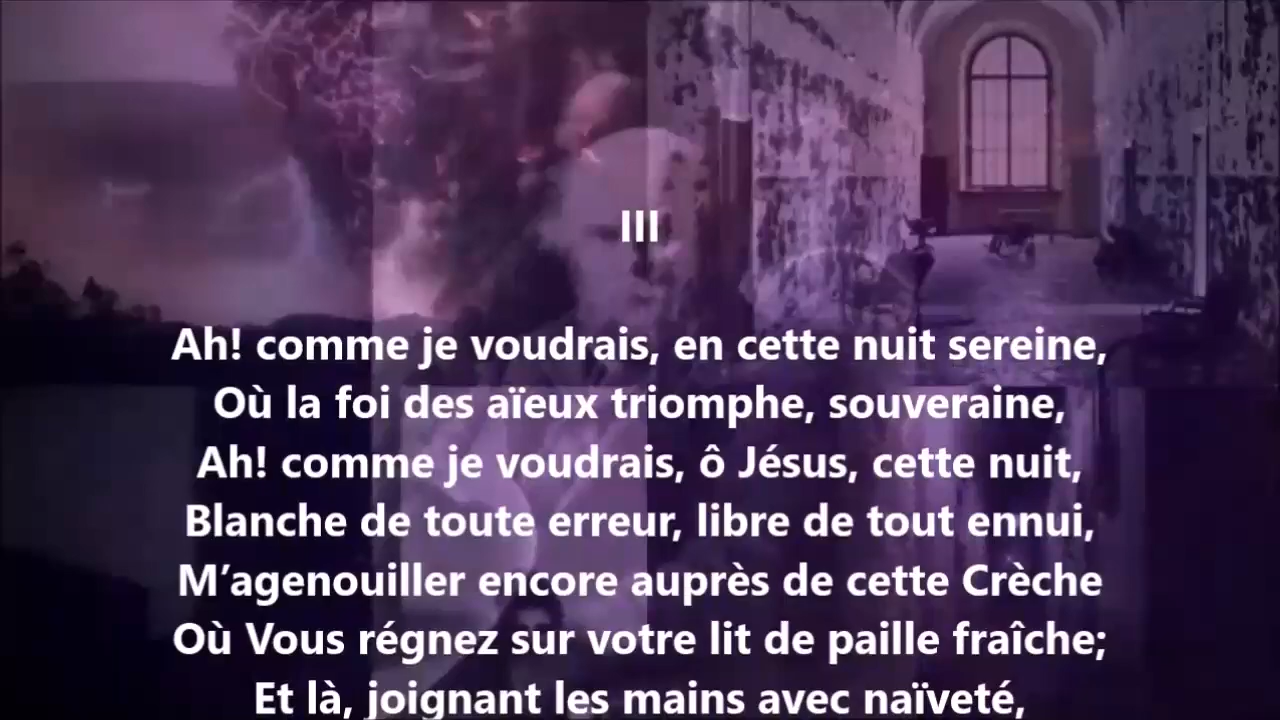 III
Ah! comme je voudrais, en cette nuit sereine,
Où la foi des aïeux triomphe, souveraine,
Ah! comme je voudrais, ô Jésus, cette nuit,
Blanche de toute erreur, libre de tout ennui,
M’agenouiller encore auprès de cette Crèche
Où Vous régnez sur votre lit de paille fraîche;
Et là, joignant les mains avec naïveté,